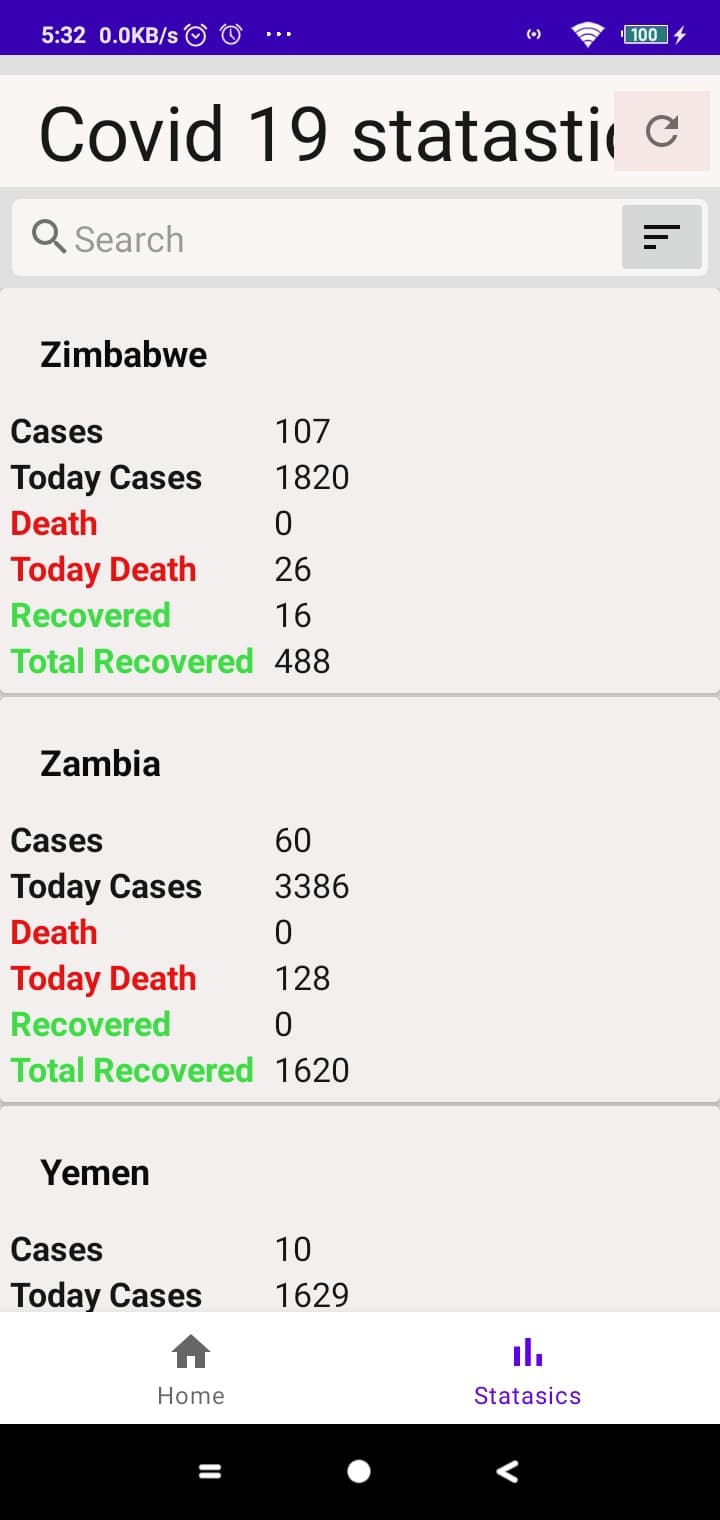 5:32 0.0KB/s ... 100
Covid 19 statasti
Search
Zimbabwe
Cases 107
Today Cases 1820
Death 0
Today Death 26
Recovered 16
Total Recovered 488
Zambia
Cases 60
Today Cases 3386
Death 0
Today Death 128
Recovered 0
Total Recovered 1620
Yemen
Cases 10
Today Cases 1629
Home Statasics